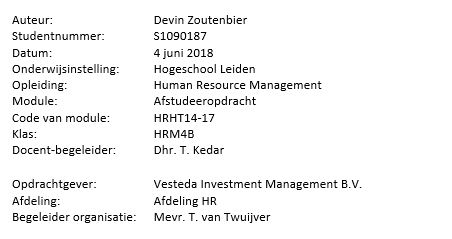 Auteur: Devin Zoutenbier
Studentnummer: S1090187
Datum: 4 juni 2018
Onderwijsinstelling: Hogeschool Leiden
Opleiding: Human Resource Management
Module: Afstudeeropdracht
Code van module: HRHT14-17
Klas: HRM4B
Docent-begeleider: Dhr. T. Kedar
Opdrachtgever: Vesteda Investment Management B.V.
Afdeling: Afdeling HR
Begeleider organisatie: Mevr. T. van Twuijver